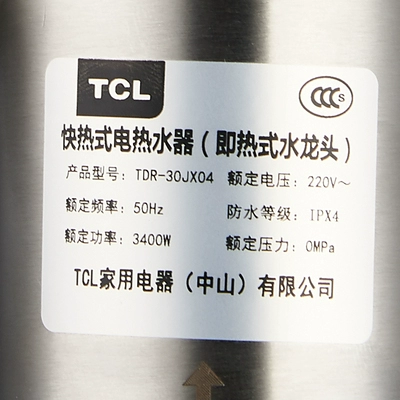 TCL
CCC S
快热式电热水器(即热式水龙头)
产品型号: TDR-30JX04 额定电压: 220V~
额定频率: 50Hz 防水等级: IPX4
额定功率: 3400W 额定压力: 0MPa
TCL家用电器(中山)有限公司